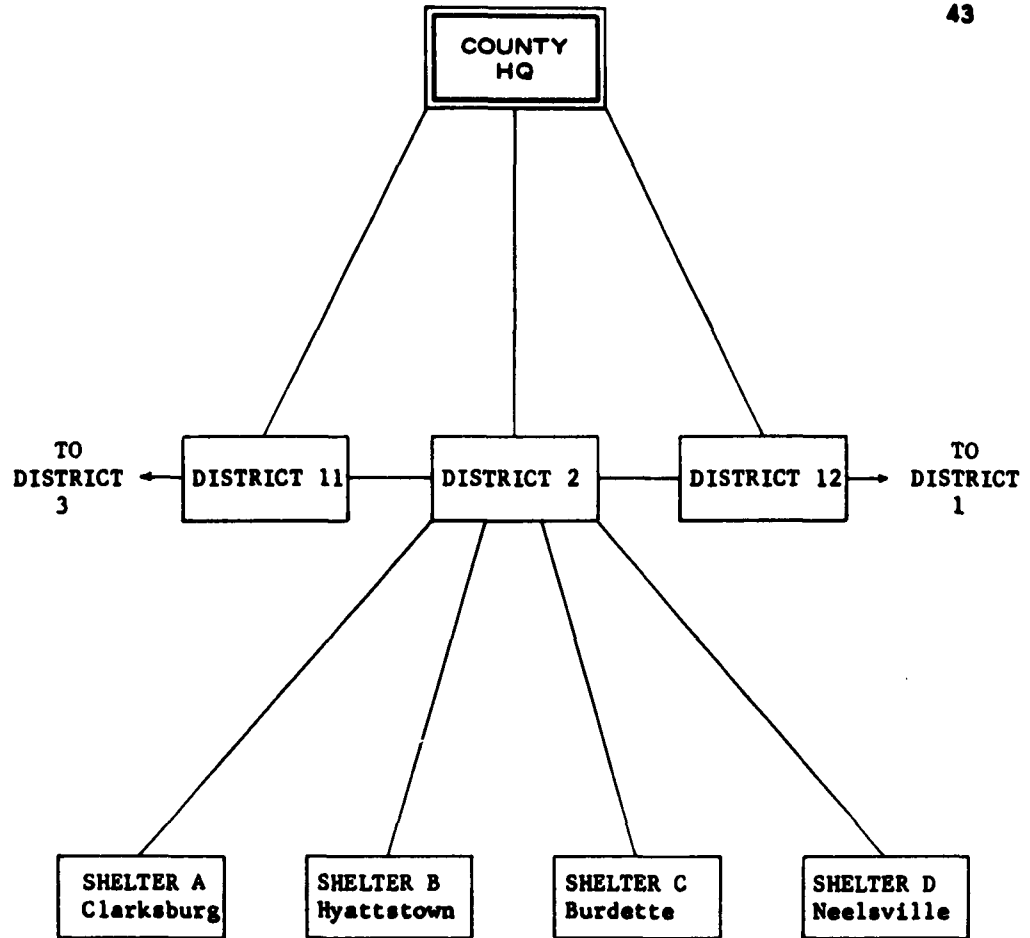 43
COUNTY
HQ
TO
DISTRICT
3
DISTRICT 11
DISTRICT 2
DISTRICT 12
TO
DISTRICT
1
SHELTER A
Clarksburg
SHELTER B
Hyattstown
SHELTER C
Burdette
SHELTER D
Neelsville